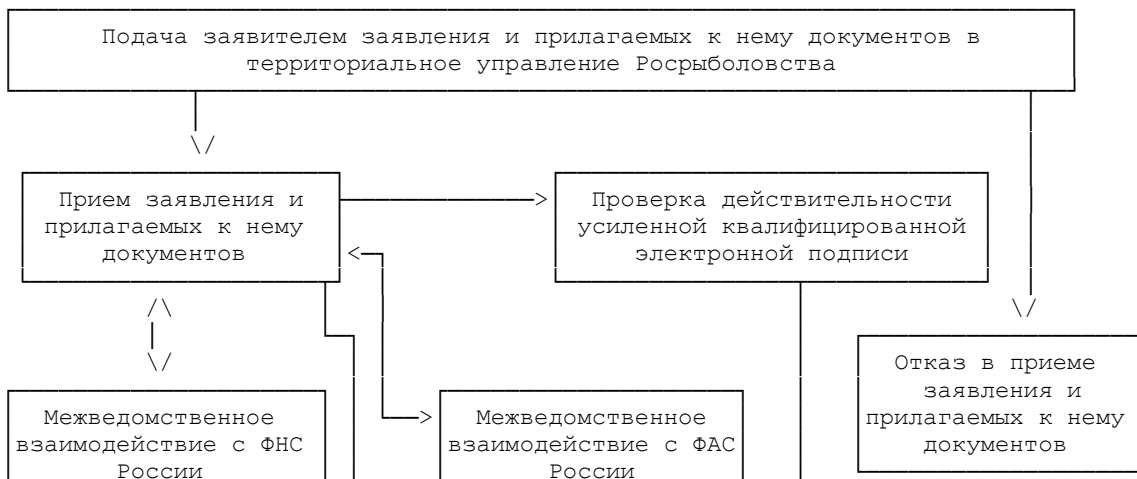 Подача заявителем заявления и прилагаемых к нему документов в
территориальное управление Росрыболовства
Прием заявления и
прилагаемых к нему
документов
Проверка действительности
усиленной квалифицированной
электронной подписи
Отказ в приеме
заявления и
прилагаемых к нему
документов
Межведомственное
взаимодействие с ФНС
России
Межведомственное
взаимодействие с ФАС
России